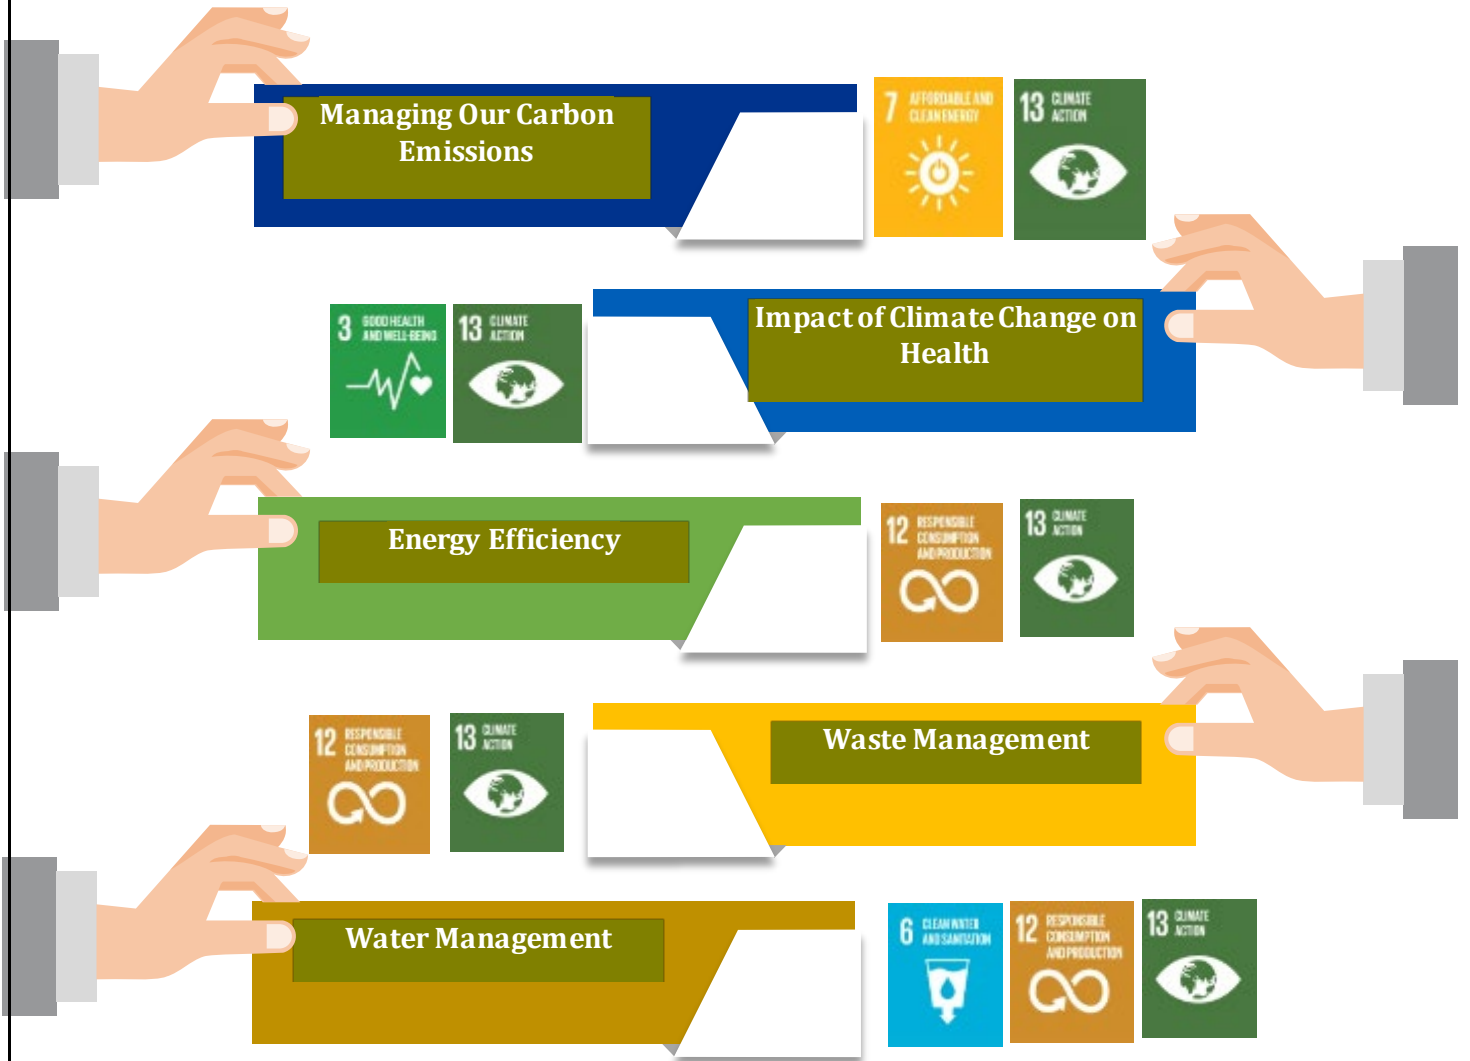 Managing Our Carbon
Emissions
7 AFFORDABLE AND
CLEAN ENERGY
13 CLIMATE
ACTION
3 GOOD HEALTH
AND WELL-BEING
13 CLIMATE
ACTION
Impact of Climate Change on
Health
Energy Efficiency
12 RESPONSIBLE
CONSUMPTION
AND PRODUCTION
13 CLIMATE
ACTION
12 RESPONSIBLE
CONSUMPTION
AND PRODUCTION
13 CLIMATE
ACTION
Waste Management
Water Management
6 CLEAN WATER
AND SANITATION
12 RESPONSIBLE
CONSUMPTION
AND PRODUCTION
13 CLIMATE
ACTION